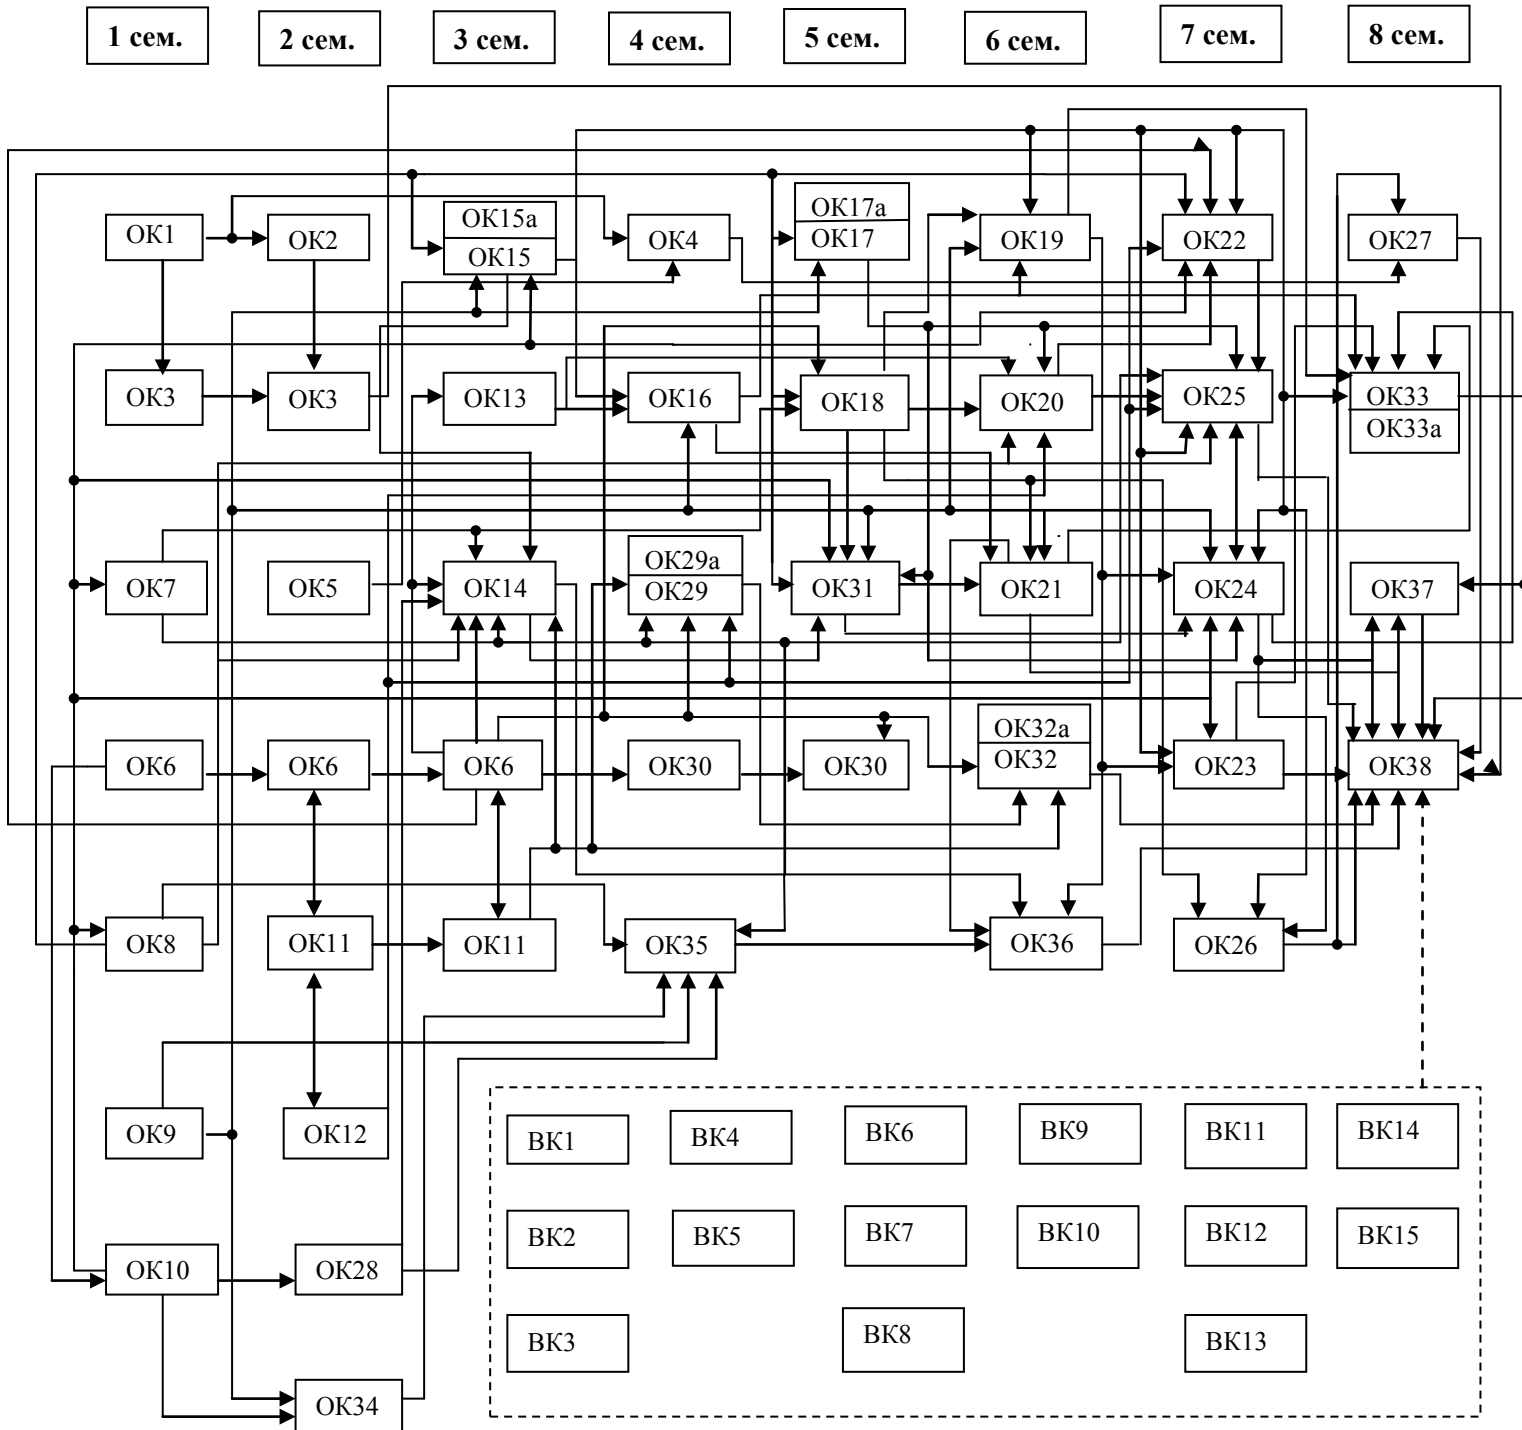 1 сем. 2 сем. 3 сем. 4 сем. 5 сем. 6 сем. 7 сем. 8 сем.
ОК15а ОК17а
ОК1 ОК2 ОК15 ОК4 ОК17 ОК19 ОК22 ОК27
ОК3 ОК3 ОК13 ОК16 ОК18 ОК20 ОК25 ОК33
ОК33а
ОК29а
ОК7 ОК5 ОК14 ОК29 ОК31 ОК21 ОК24 ОК37
ОК32а
ОК6 ОК6 ОК6 ОК30 ОК30 ОК32 ОК23 ОК38
ОК8 ОК11 ОК11 ОК35 ОК36 ОК26
ОК9 ОК12 ВК1 ВК4 ВК6 ВК9 ВК11 ВК14
ВК2 ВК5 ВК7 ВК10 ВК12 ВК15
ОК10 ОК28
ВК3 ВК8 ВК13
ОК34